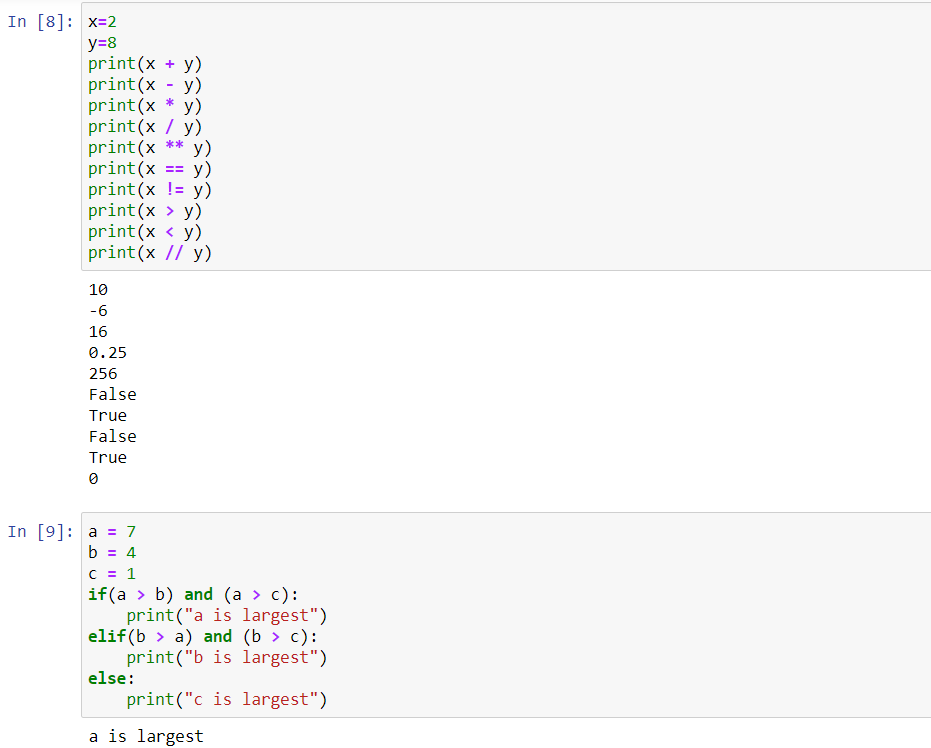 In [8]: x=2
y=8
print(x + y)
print(x - y)
print(x * y)
print(x / y)
print(x ** y)
print(x == y)
print(x != y)
print(x > y)
print(x < y)
print(x // y)
10
-6
16
0.25
256
False
True
False
True
0
In [9]: a = 7
b = 4
c = 1
if(a > b) and (a > c):
    print("a is largest")
elif(b > a) and (b > c):
    print("b is largest")
else:
    print("c is largest")
a is largest